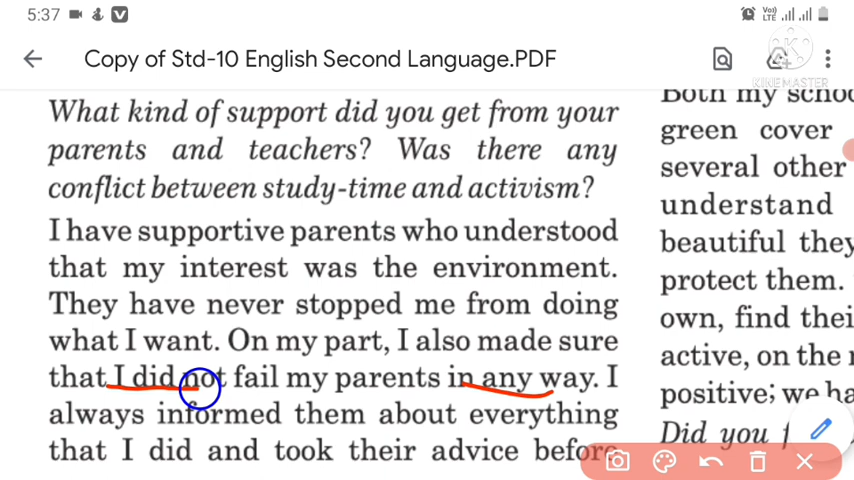 5:37
Vo)) LTE
Copy of Std-10 English Second Language.PDF
K
KINEMASTER
What kind of support did you get from your
parents and teachers? Was there any
conflict between study-time and activism?
I have supportive parents who understood
that my interest was the environment.
They have never stopped me from doing
what I want. On my part, I also made sure
that I did not fail my parents in any way. I
always informed them about everything
that I did and took their advice before
Both my
green cover
several other
understand
beautiful they
protect them.
own, find
active, on the
positive; we
Did you